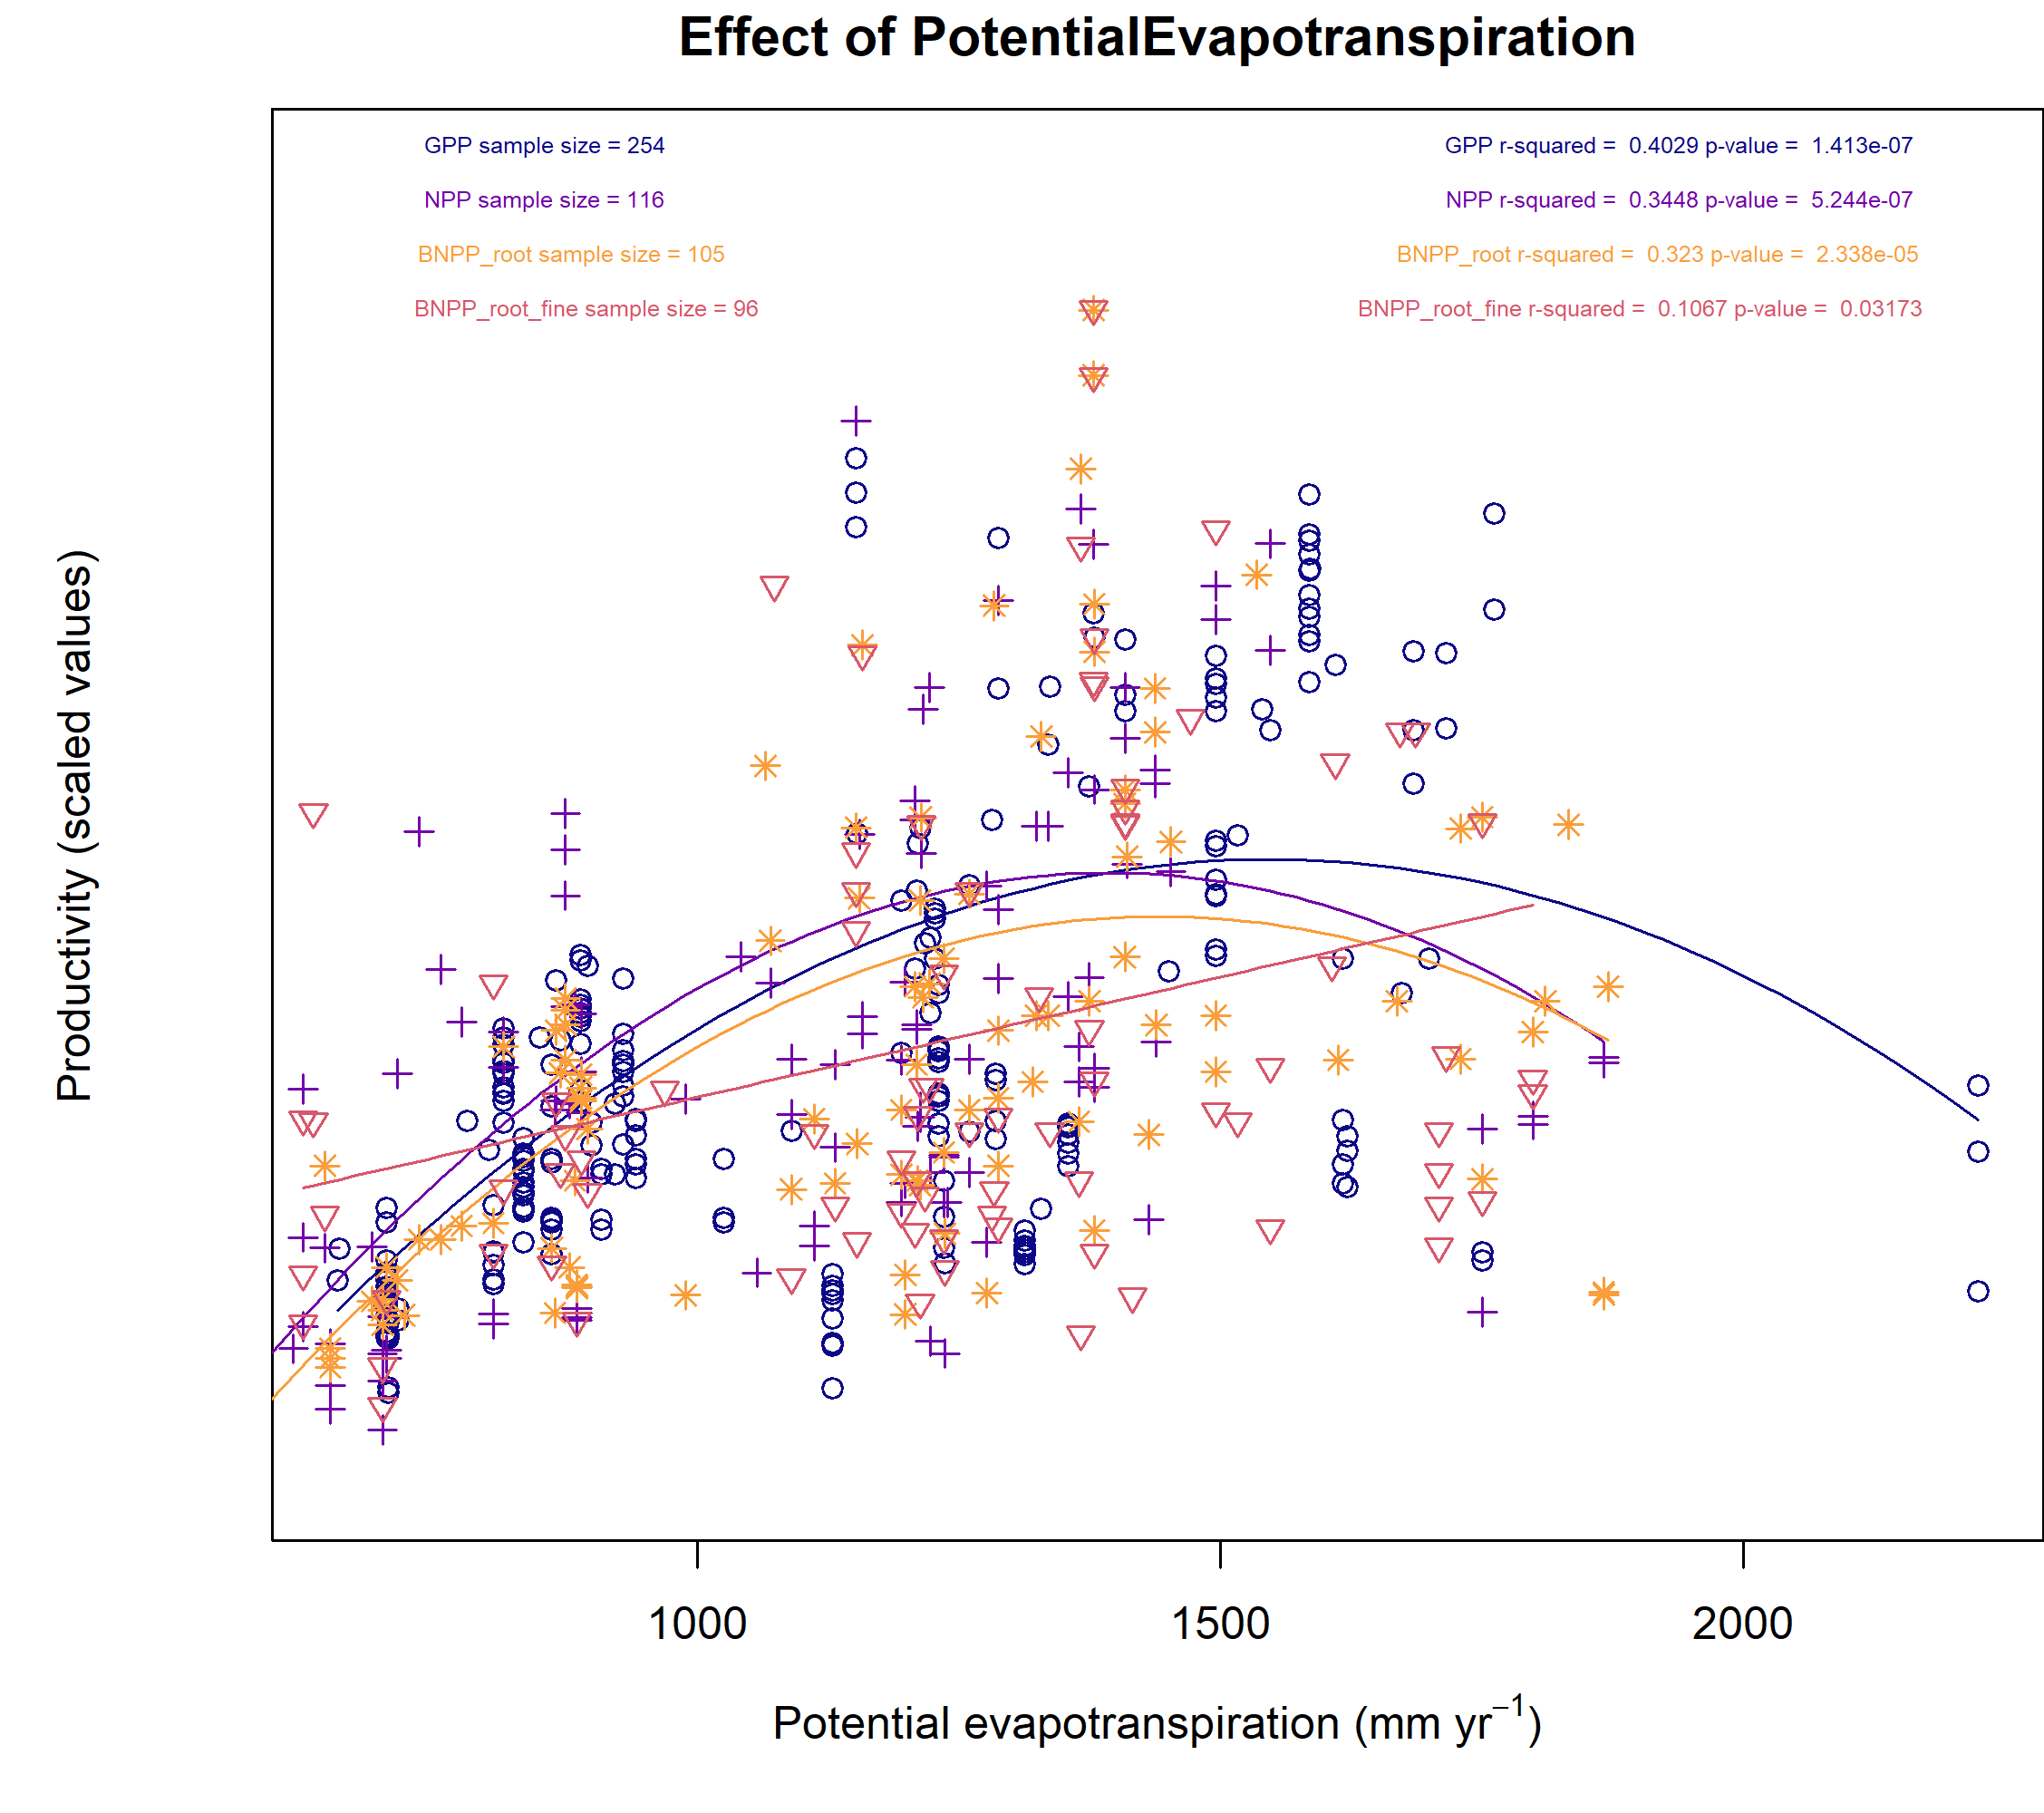 Effect of PotentialEvapotranspiration
GPP sample size = 254
GPP r-squared = 0.4029 p-value = 1.413e-07
NPP sample size = 116
NPP r-squared = 0.3448 p-value = 5.244e-07
BNPP_root sample size = 105
BNPP_root r-squared = 0.323 p-value = 2.338e-05
BNPP_root_fine sample size = 96
BNPP_root_fine r-squared = 0.1067 p-value = 0.03173
Productivity (scaled values)
1000 1500 2000
Potential evapotranspiration (mm yr⁻¹)